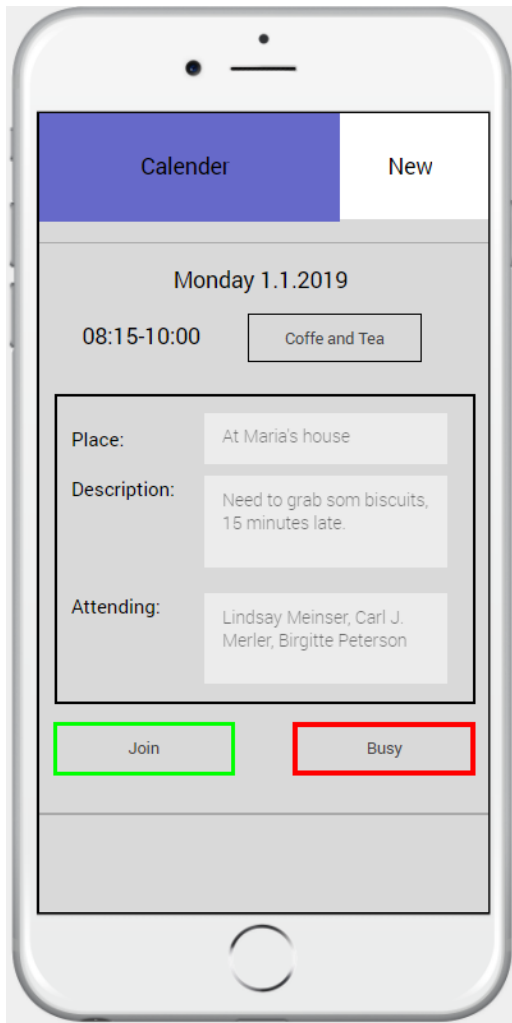 Calender New
Monday 1.1.2019
08:15-10:00 Coffe and Tea
Place: At Maria's house
Description: Need to grab som biscuits,
15 minutes late.
Attending: Lindsay Meinser, Carl J.
Merler, Birgitte Peterson
Join Busy